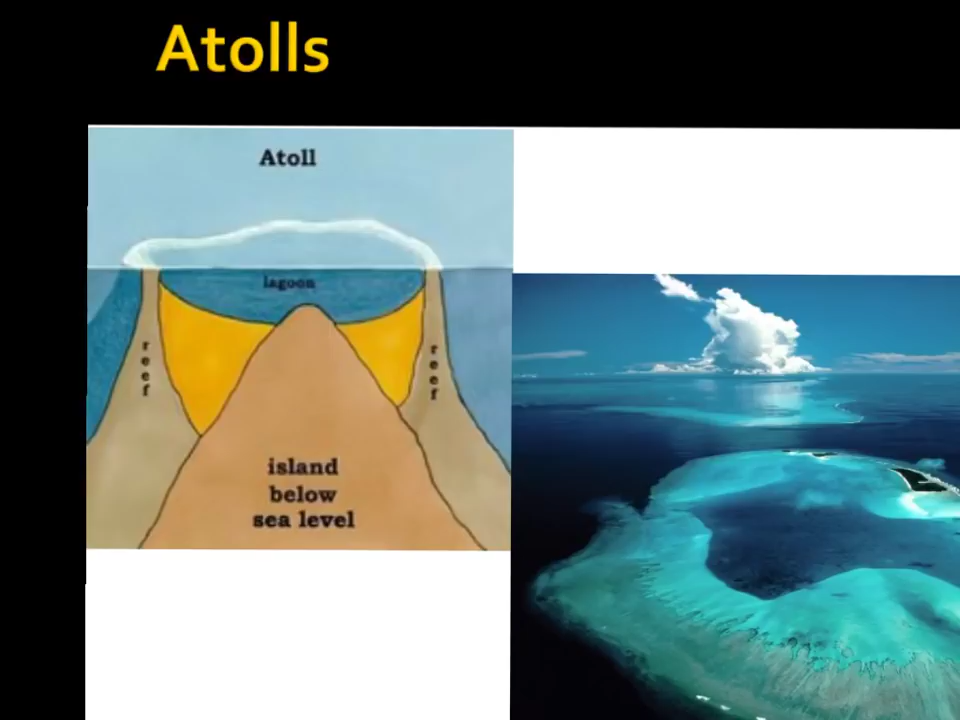 Atolls
Atoll
lagoon
reef
reef
island
below
sea level